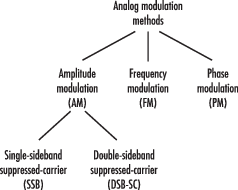 Analog modulation
methods
Amplitude
modulation
(AM)
Frequency
modulation
(FM)
Phase
modulation
(PM)
Single-sideband
suppressed-carrier
(SSB)
Double-sideband
suppressed-carrier
(DSB-SC)